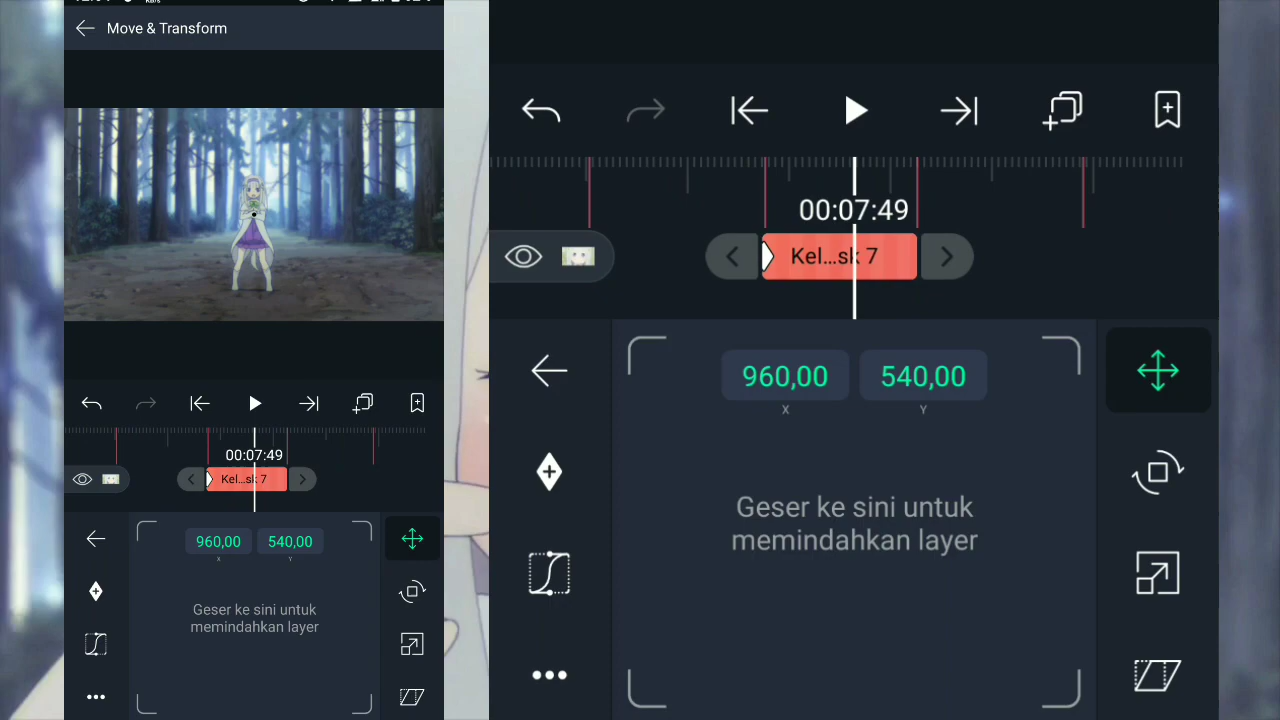 Move & Transform
00:07:49
Kel...sk 7
960,00
540,00
X
Y
Geser ke sini untuk
memindahkan layer
00:07:49
Kel...sk 7
960,00
540,00
X
Y
Geser ke sini untuk
memindahkan layer